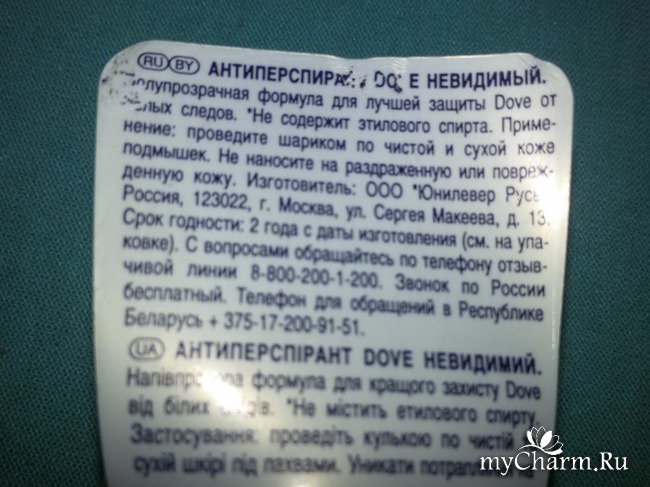 RU BY АНТИПЕРСПИРАНТ DOVE НЕВИДИМЫЙ.
Полупрозрачная формула для лучшей защиты Dove от
белых следов. *Не содержит этилового спирта. Приме-
нение: проведите шариком по чистой и сухой коже
подмышек. Не наносите на раздраженную или повреж-
денную кожу. Изготовитель: ООО "Юнилевер Русь"
Россия, 123022, г. Москва, ул. Сергея Макеева, д. 13.
Срок годности: 2 года с даты изготовления (см. на упа-
ковке). С вопросами обращайтесь по телефону отзыв-
чивой линии 8-800-200-1-200. Звонок по России
бесплатный. Телефон для обращений в Республике
Беларусь + 375-17-200-91-51.
UA АНТИПЕРСПІРАНТ DOVE НЕВИДИМИЙ.
Напівпрозора формула для кращого захисту Dove
від білих слідів. *Не містить етилового спирту.
Застосування: проведіть кулькою по чистій
сухій шкірі під пахвами. Уникати
myCharm.Ru